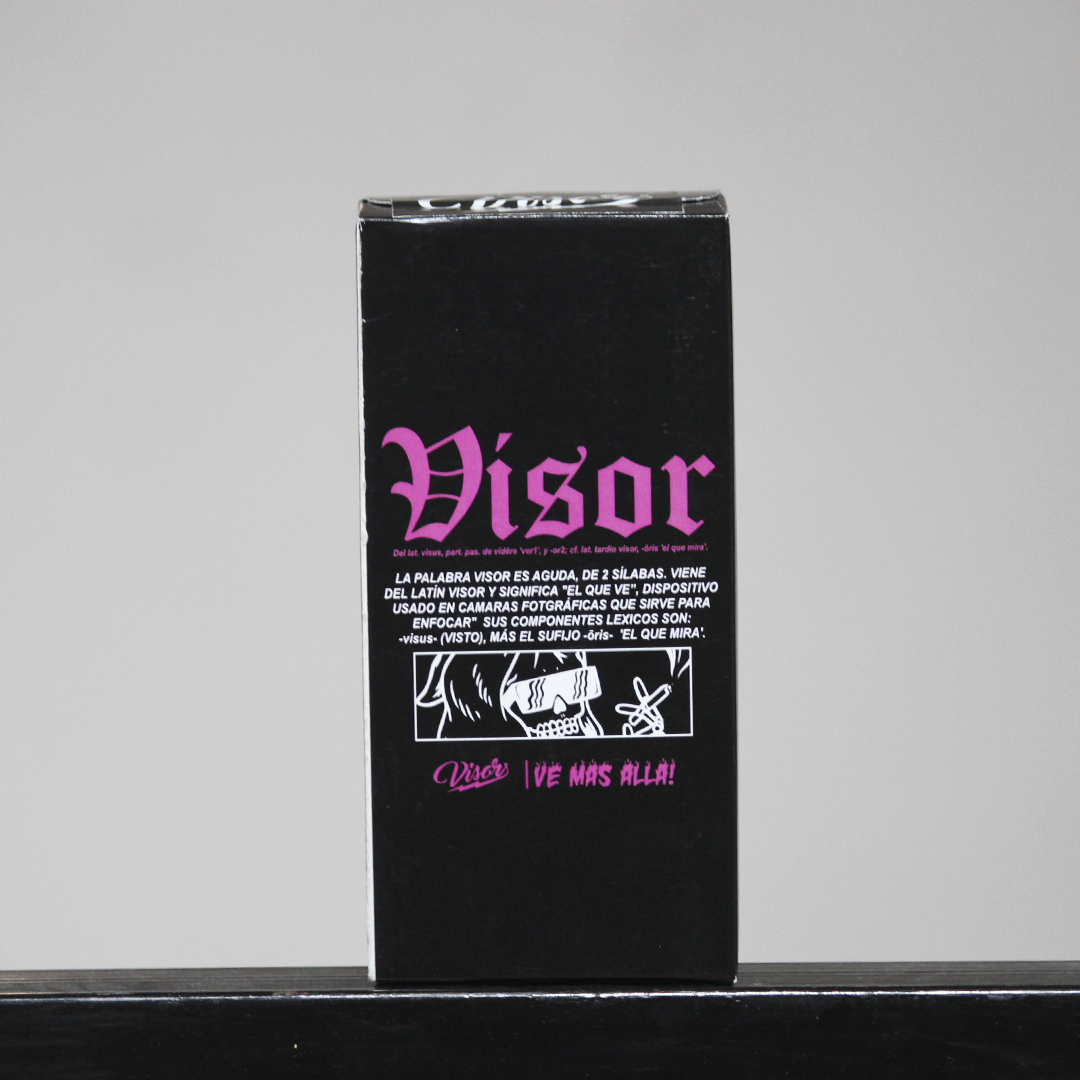 Visor
Del lat. visus, part. pas. de vidēre 'ver1', y -or2; cf. lat. tardío visor, -ōris 'el que mira'.
LA PALABRA VISOR ES AGUDA, DE 2 SÍLABAS. VIENE
DEL LATÍN VISOR Y SIGNIFICA "EL QUE VE", DISPOSITIVO
USADO EN CAMARAS FOTGRÁFICAS QUE SIRVE PARA
ENFOCAR" SUS COMPONENTES LEXICOS SON:
-visus- (VISTO), MÁS EL SUFIJO -ōris- 'EL QUE MIRA'.
Visor | VE MAS ALLA!